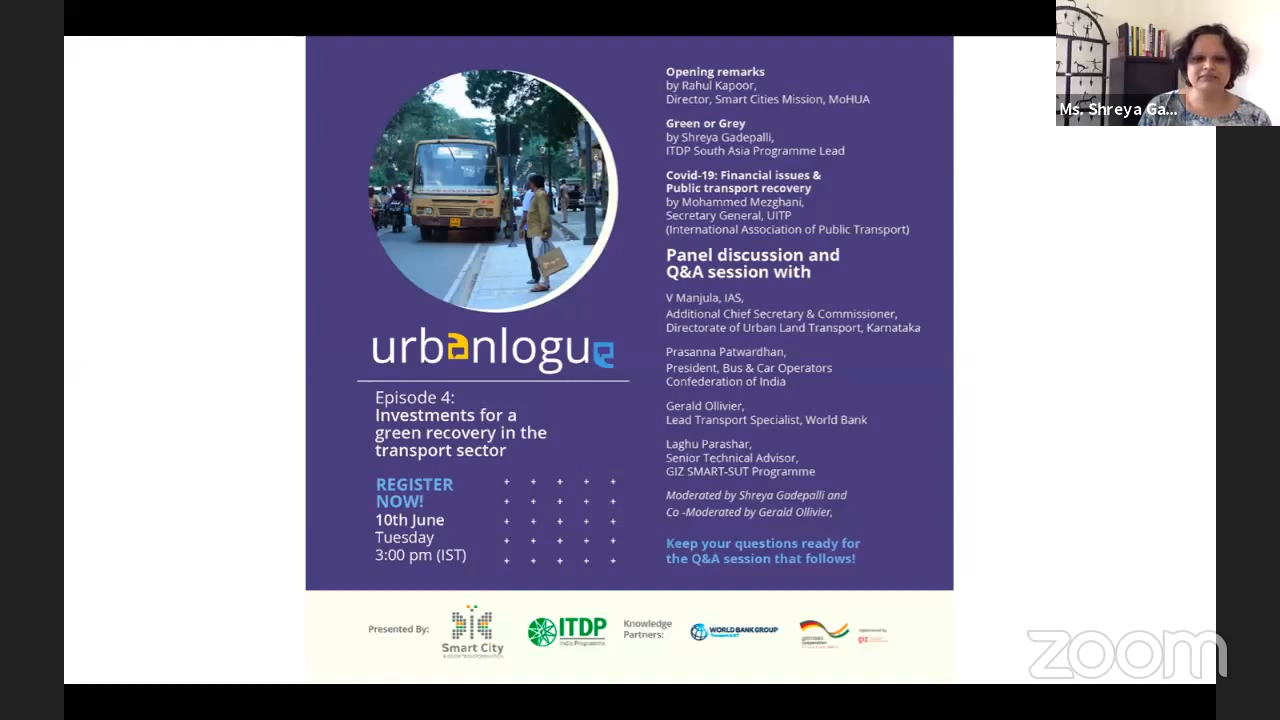 Opening remarks
by Rahul Kapoor,
Director, Smart Cities Mission, MoHUA
Green or Grey
by Shreya Gadepalli,
ITDP South Asia Programme Lead
Covid-19: Financial issues &
Public transport recovery
by Mohammed Mezghani,
Secretary General, UITP
(International Association of Public Transport)
Panel discussion and
Q&A session with
V Manjula, IAS,
Additional Chief Secretary & Commissioner,
Directorate of Urban Land Transport, Karnataka
Prasanna Patwardhan,
President, Bus & Car Operators
Confederation of India
Gerald Ollivier,
Lead Transport Specialist, World Bank
Laghu Parashar,
Senior Technical Advisor,
GIZ SMART-SUT Programme
Moderated by Shreya Gadepalli and
Co -Moderated by Gerald Ollivier,
Keep your questions ready for
the Q&A session that follows!
urbanlogue
Episode 4:
Investments for a
green recovery in the
transport sector
REGISTER
NOW!
10th June
Tuesday
3:00 pm (IST)
Presented By:
Smart City
ITDP
India Programme
Knowledge
Partners:
WORLD BANK GROUP
giz
Ms. Shreya Ga...
zoom